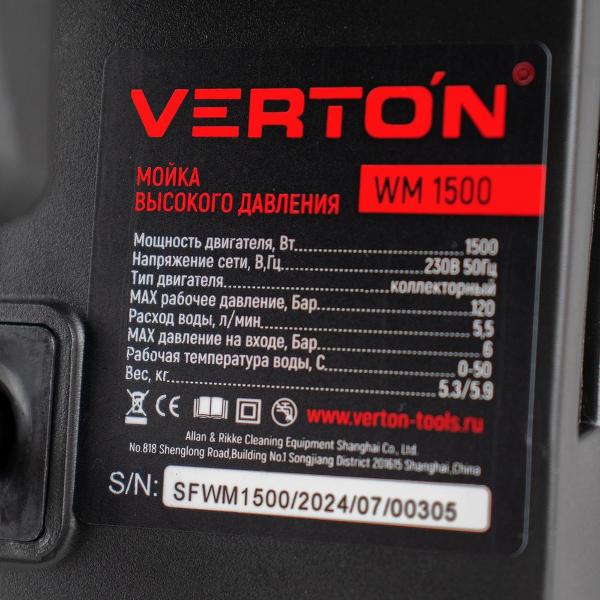 VERTON®
МОЙКА
ВЫСОКОГО ДАВЛЕНИЯ
WM 1500
Мощность двигателя, Вт 1500
Напряжение сети, В,Гц 230В 50Гц
Тип двигателя коллекторный
MAX рабочее давление, Бар 120
Расход воды, л/мин 5,5
MAX давление на входе, Бар 6
Рабочая температура воды, С 0-50
Вес, кг 5.3/5.9
CE www.verton-tools.ru
Allan & Rikke Cleaning Equipment Shanghai Co., Ltd.
No.818 Shenglong Road,Building No.1 Songjiang District 201615 Shanghai,China
S/N: SFWM1500/2024/07/00305